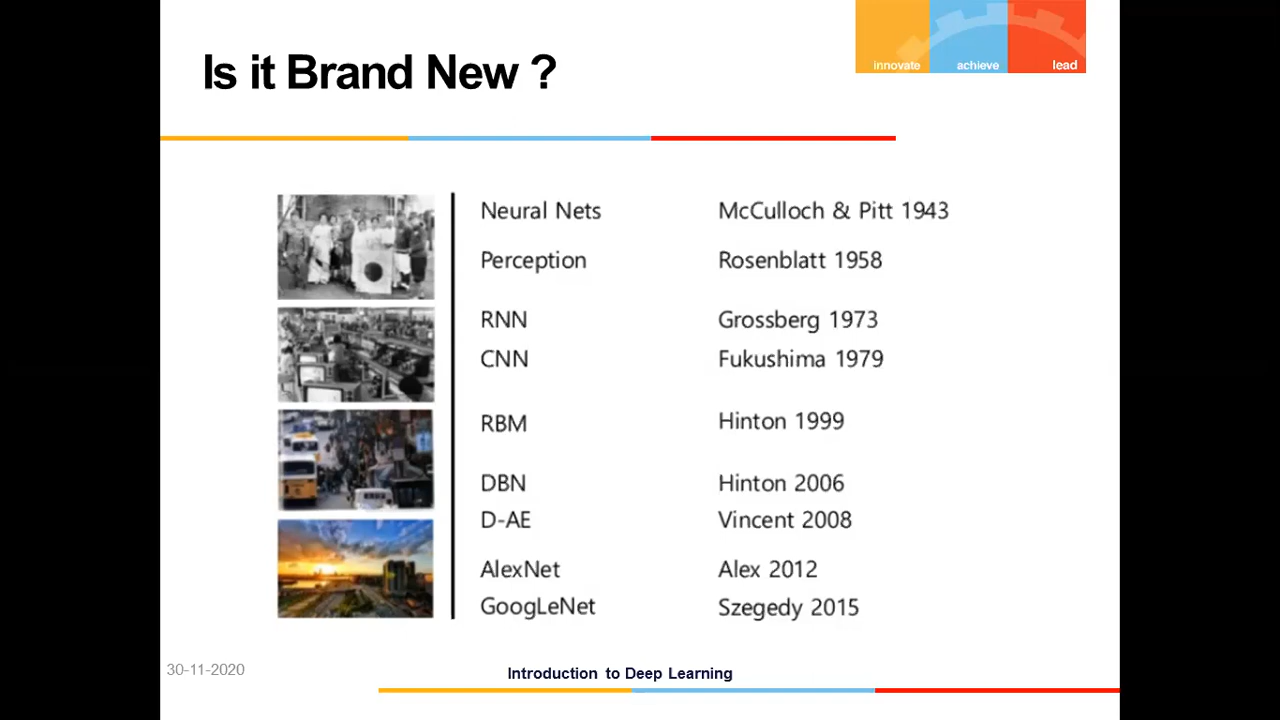 Is it Brand New ?
innovate achieve lead
Neural Nets McCulloch & Pitt 1943
Perception Rosenblatt 1958
RNN Grossberg 1973
CNN Fukushima 1979
RBM Hinton 1999
DBN Hinton 2006
D-AE Vincent 2008
AlexNet Alex 2012
GoogLeNet Szegedy 2015
30-11-2020
Introduction to Deep Learning